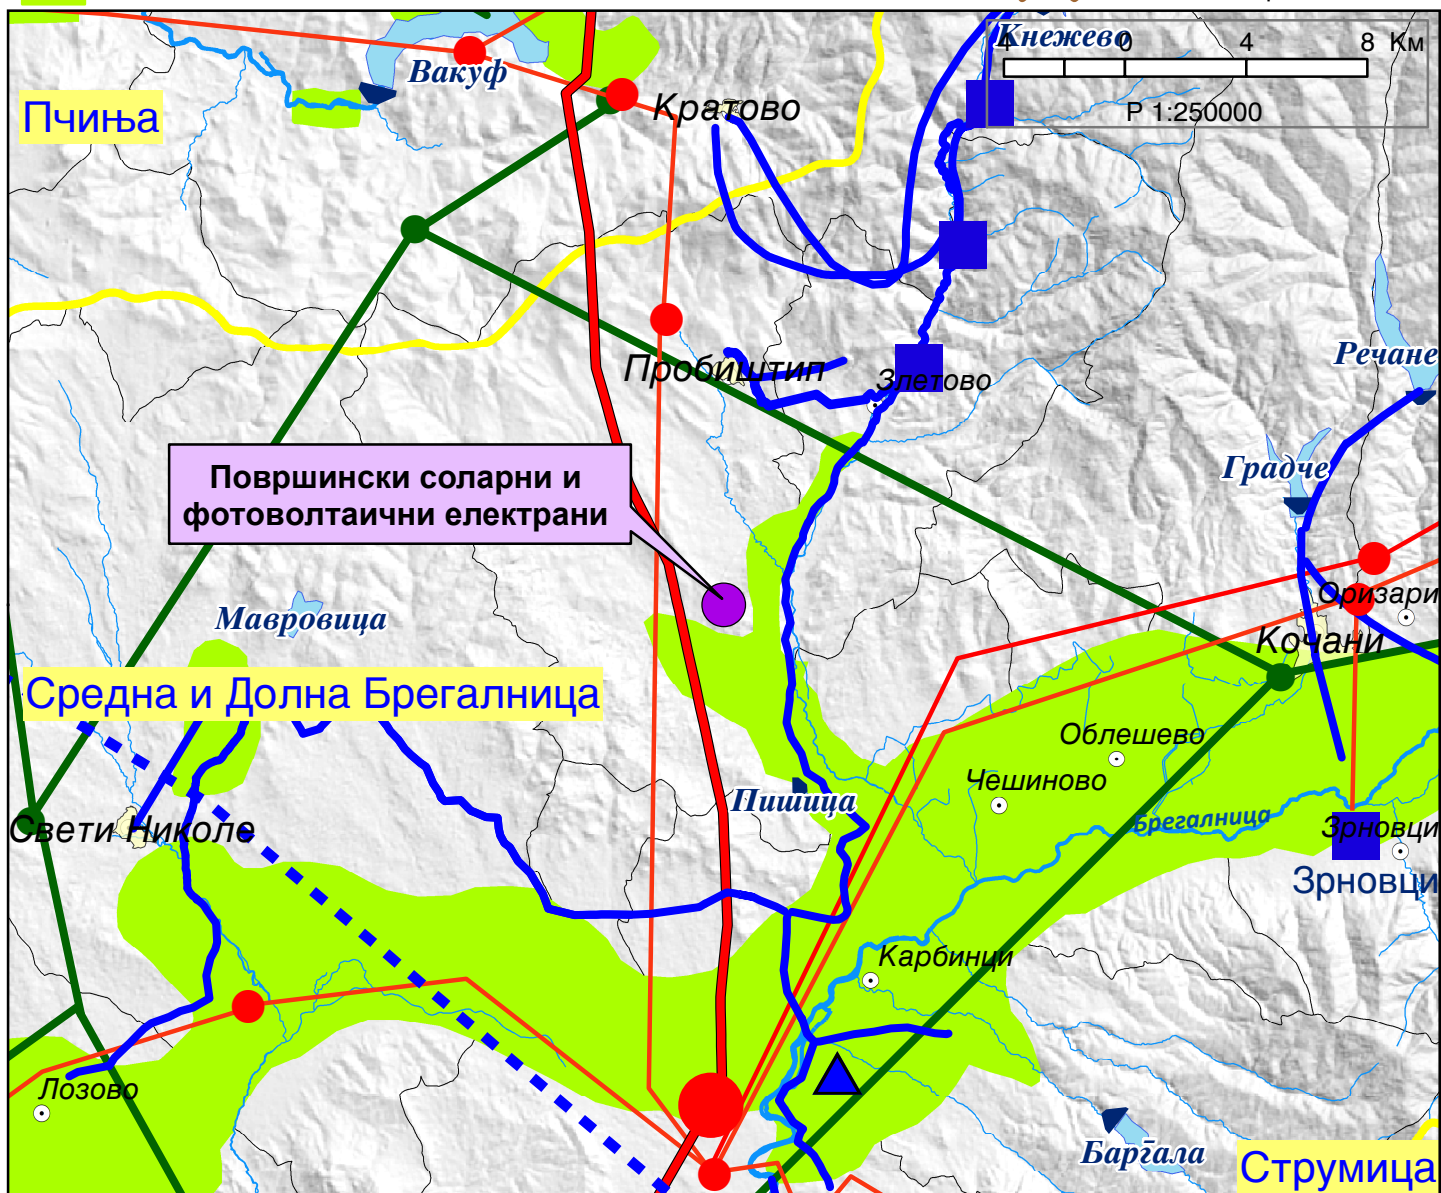 Кнежево
4 0 4 8 Км
Р 1:250000
Вакуф
Кратово
Пчиња
Речане
Пробиштип
Злетово
Градче
Површински соларни и
фотоволтаични електрани
Оризари
Мавровица
Кочани
Средна и Долна Брегалница
Облешево
Чешиново
Пишица
Брегалница
Свети Николе
Зрновци
Зрновци
Карбинци
Лозово
Баргала
Струмица